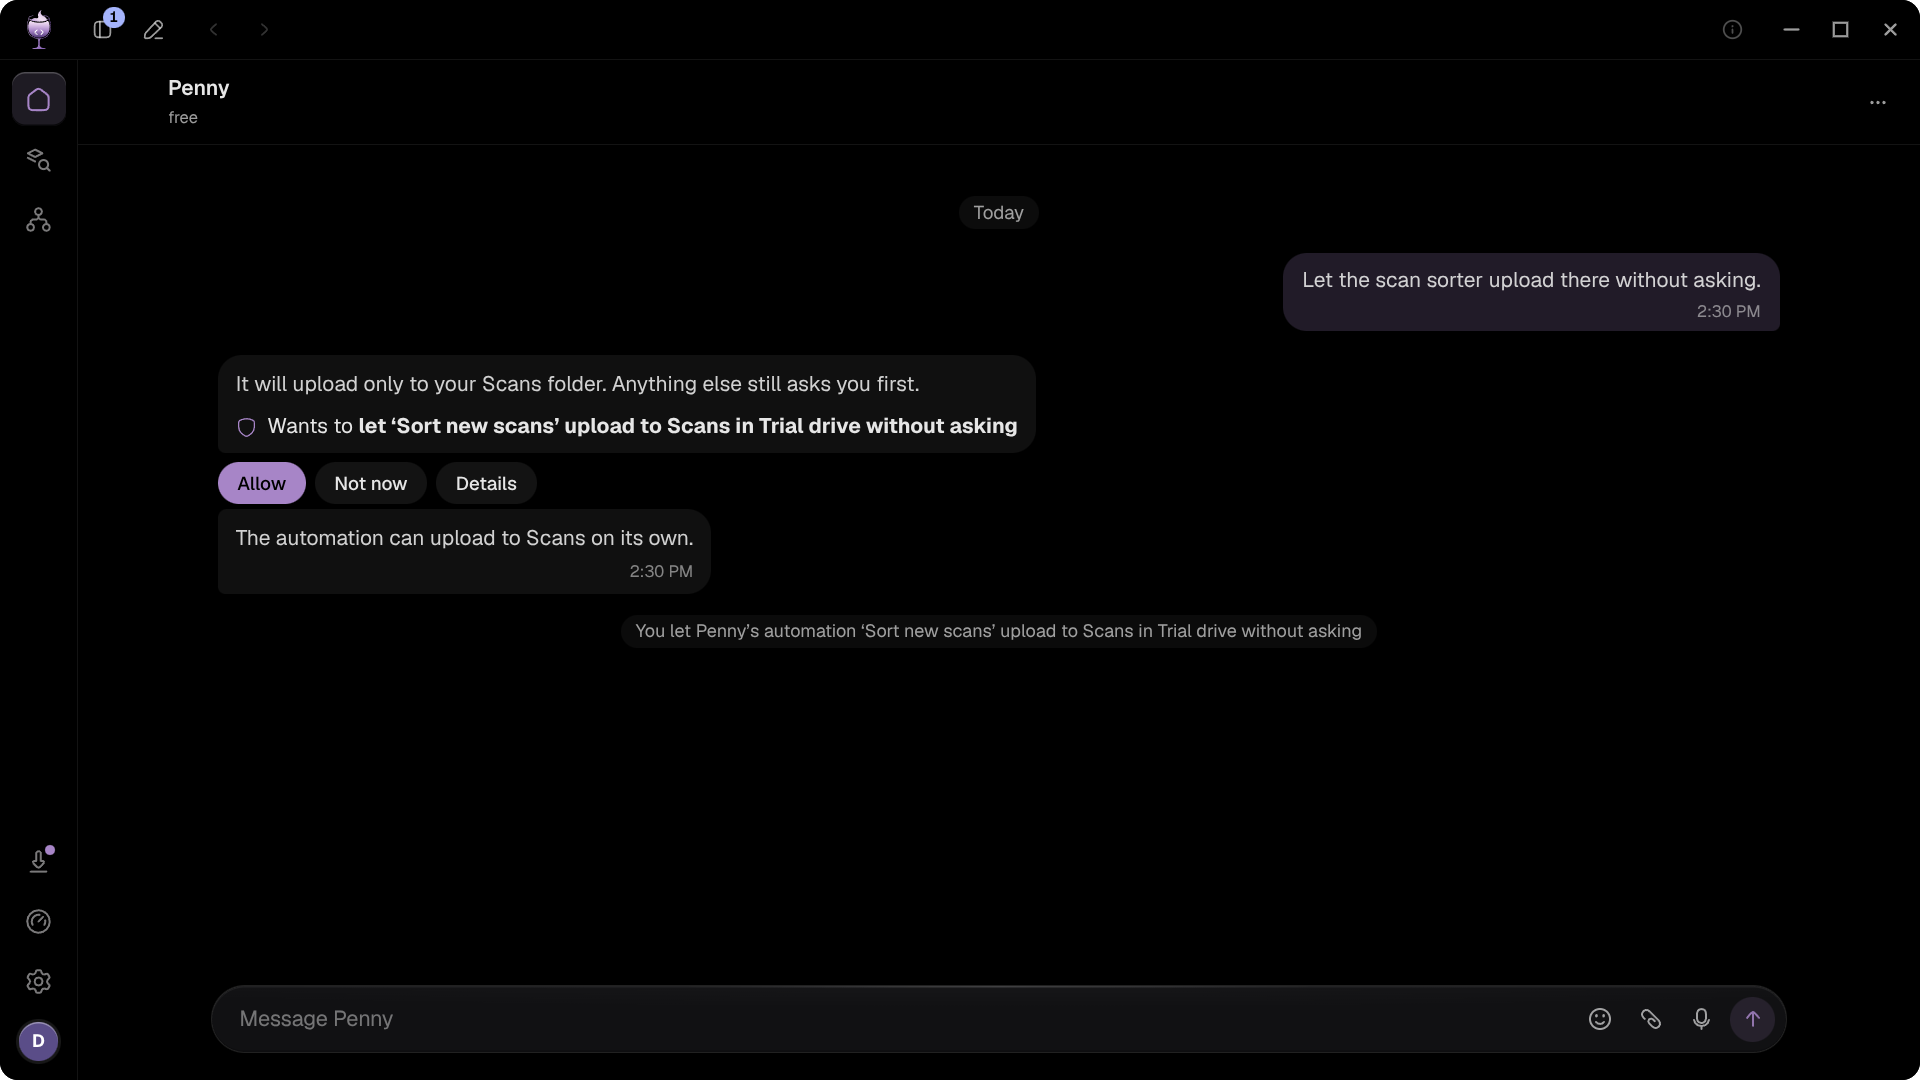 1
Penny
free
Today
Let the scan sorter upload there without asking.
2:30 PM
It will upload only to your Scans folder. Anything else still asks you first.
Wants to let ‘Sort new scans’ upload to Scans in Trial drive without asking
Allow
Not now
Details
The automation can upload to Scans on its own.
2:30 PM
You let Penny’s automation ‘Sort new scans’ upload to Scans in Trial drive without asking
Message Penny
D